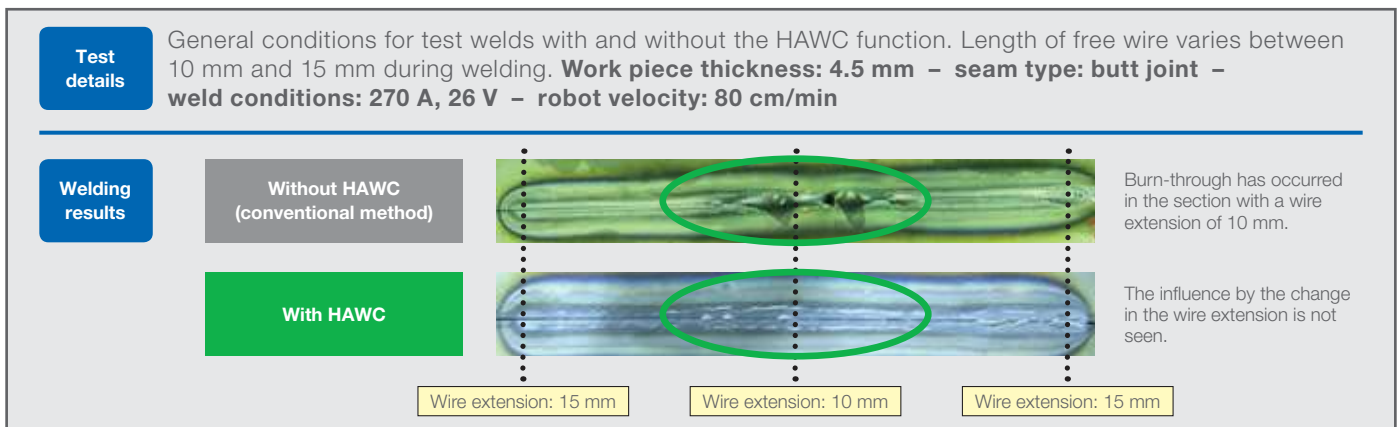 Test
details
General conditions for test welds with and without the HAWC function. Length of free wire varies between
10 mm and 15 mm during welding. Work piece thickness: 4.5 mm – seam type: butt joint –
weld conditions: 270 A, 26 V – robot velocity: 80 cm/min
Welding
results
Without HAWC
(conventional method)
Burn-through has occurred
in the section with a wire
extension of 10 mm.
With HAWC
The influence by the change
in the wire extension is not
seen.
Wire extension: 15 mm
Wire extension: 10 mm
Wire extension: 15 mm